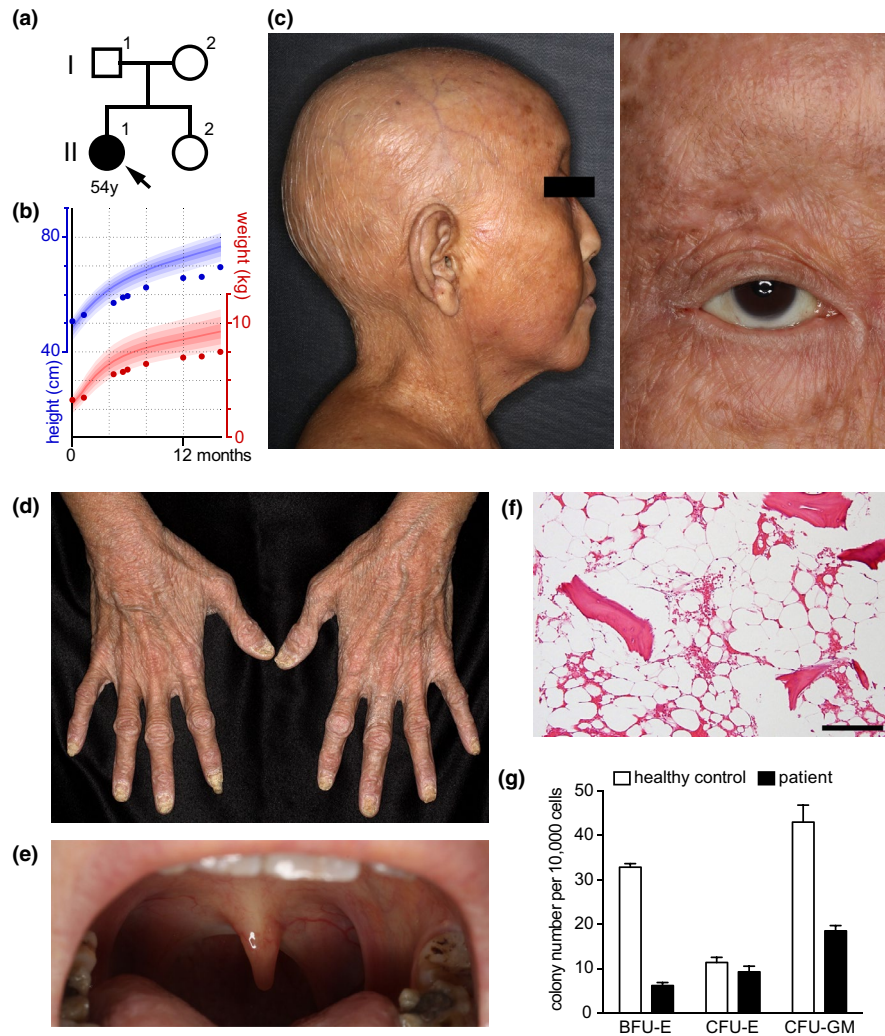 (a)
I
1
2
II
1
2
54y
(b)
80
40
height (cm)
weight (kg)
10
0
0
12 months
(c)
(d)
(e)
(f)
(g)
healthy control
patient
colony number per 10,000 cells
50
40
30
20
10
0
BFU-E
CFU-E
CFU-GM